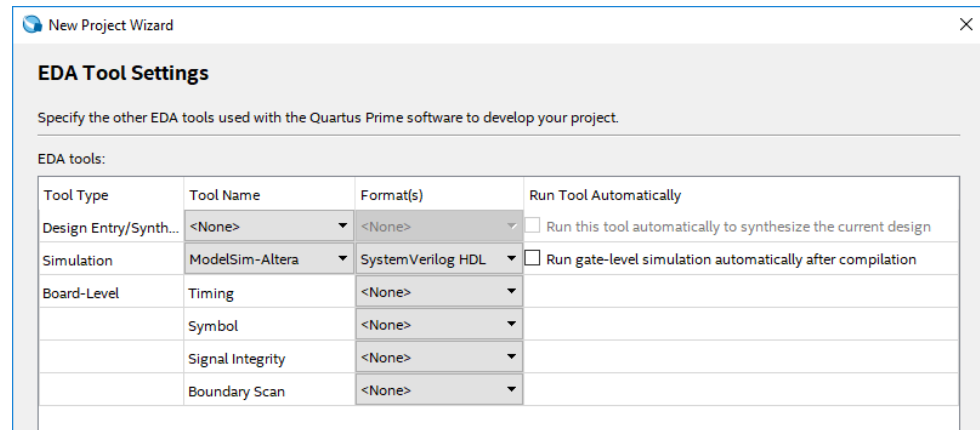 New Project Wizard
EDA Tool Settings
Specify the other EDA tools used with the Quartus Prime software to develop your project.
EDA tools:
Tool Type Tool Name Format(s) Run Tool Automatically
Design Entry/Synth... <None> <None> Run this tool automatically to synthesize the current design
Simulation ModelSim-Altera SystemVerilog HDL Run gate-level simulation automatically after compilation
Board-Level Timing <None>
Symbol <None>
Signal Integrity <None>
Boundary Scan <None>